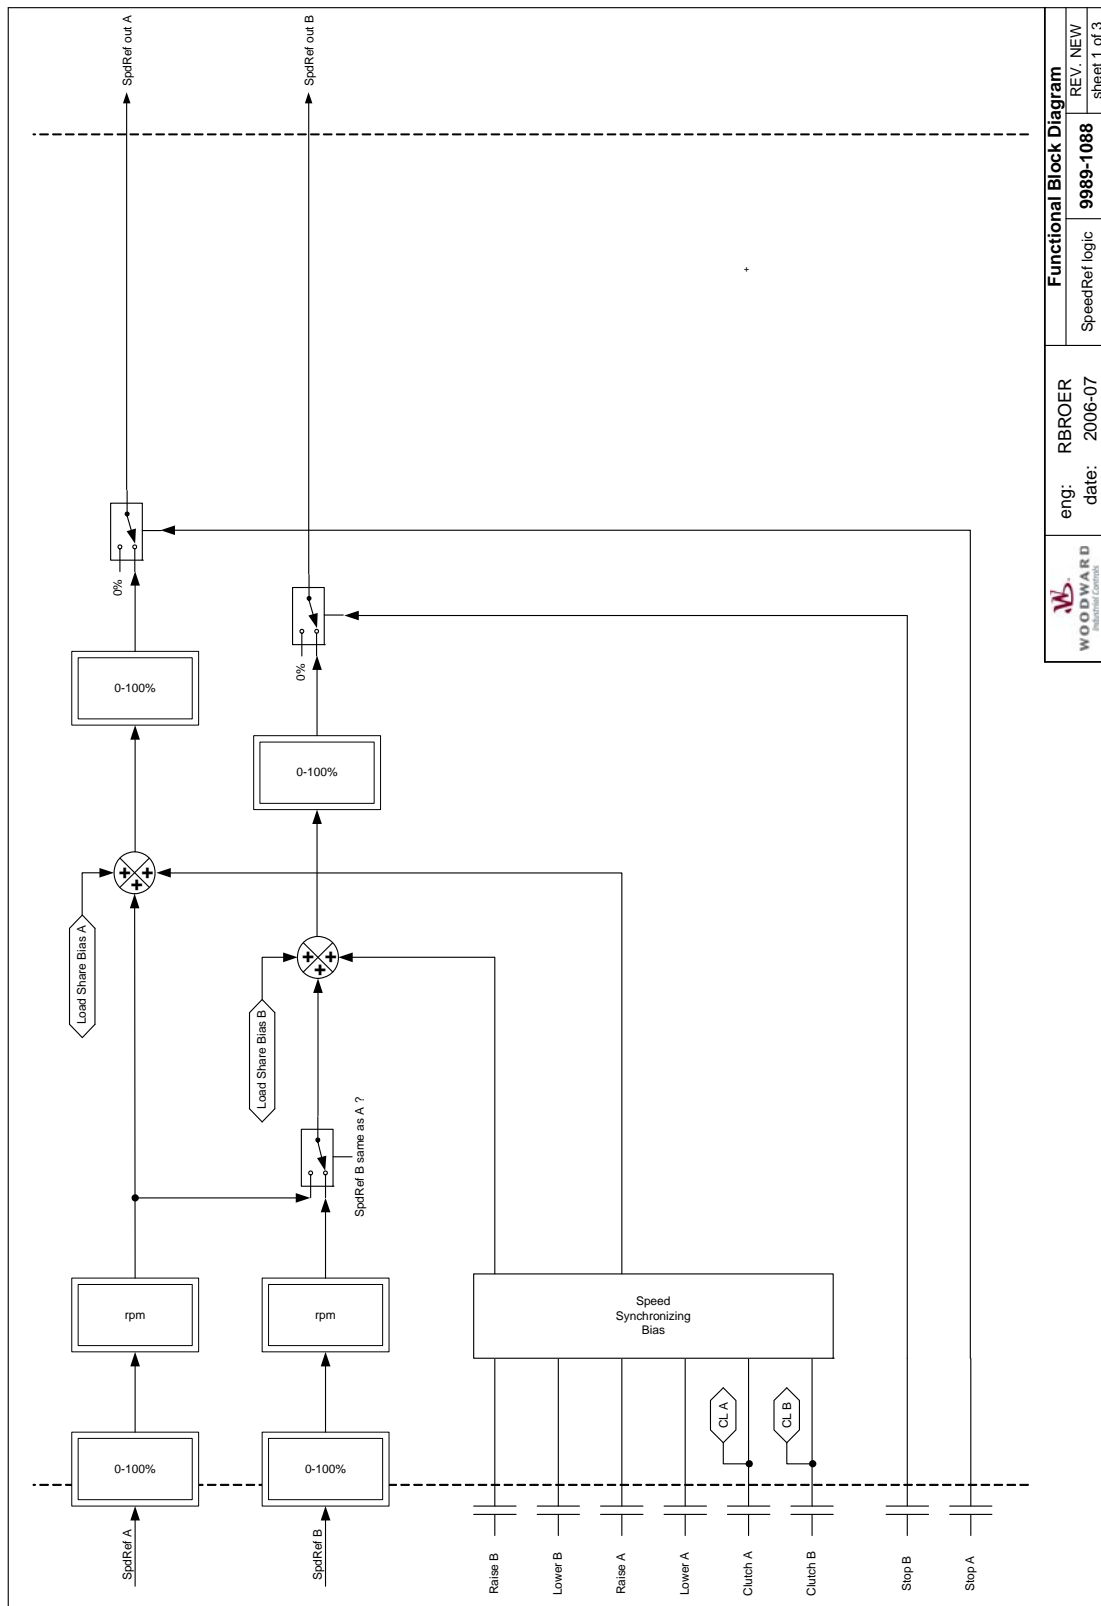 SpdRef out A
SpdRef out B
0%
0%
0-100%
0-100%
+
+
+
Load Share Bias A
+
+
+
Load Share Bias B
SpdRef B same as A ?
rpm
rpm
Speed
Synchronizing
Bias
0-100%
0-100%
CL A
CL B
SpdRef A
SpdRef B
Raise B
Lower B
Raise A
Lower A
Clutch A
Clutch B
Stop B
Stop A
WOODWARD
Industrial Controls
eng: RBROER
date: 2006-07
Functional Block Diagram
SpeedRef logic
9989-1088
REV. NEW
sheet 1 of 3